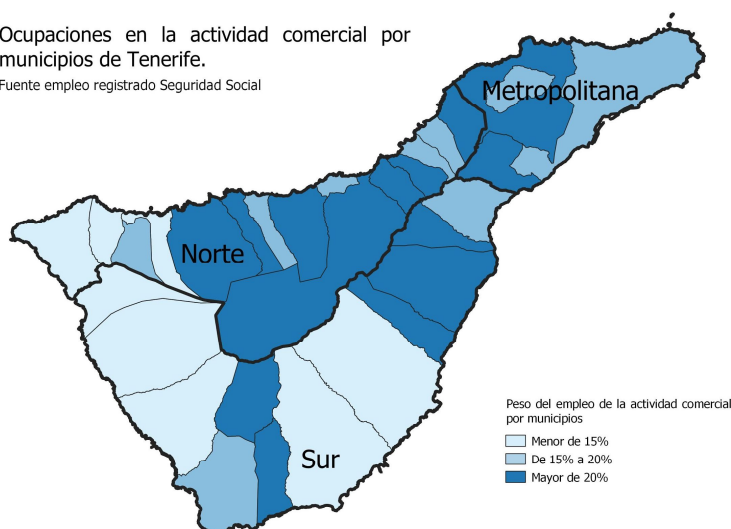 Ocupaciones en la actividad comercial por
municipios de Tenerife.
Fuente empleo registrado Seguridad Social
Metropolitana
Norte
Sur
Peso del empleo de la actividad comercial
por municipios
Menor de 15%
De 15% a 20%
Mayor de 20%